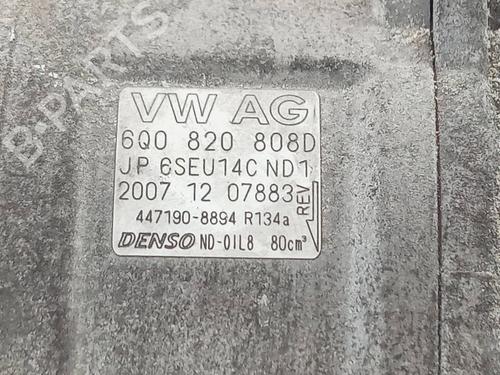 B-PARTS
VW AG
6Q0 820 808D
JP 6SEU14C ND1
2007 12 07883 REV
447190-8894 R134a
DENSO ND-OIL8 80cm³